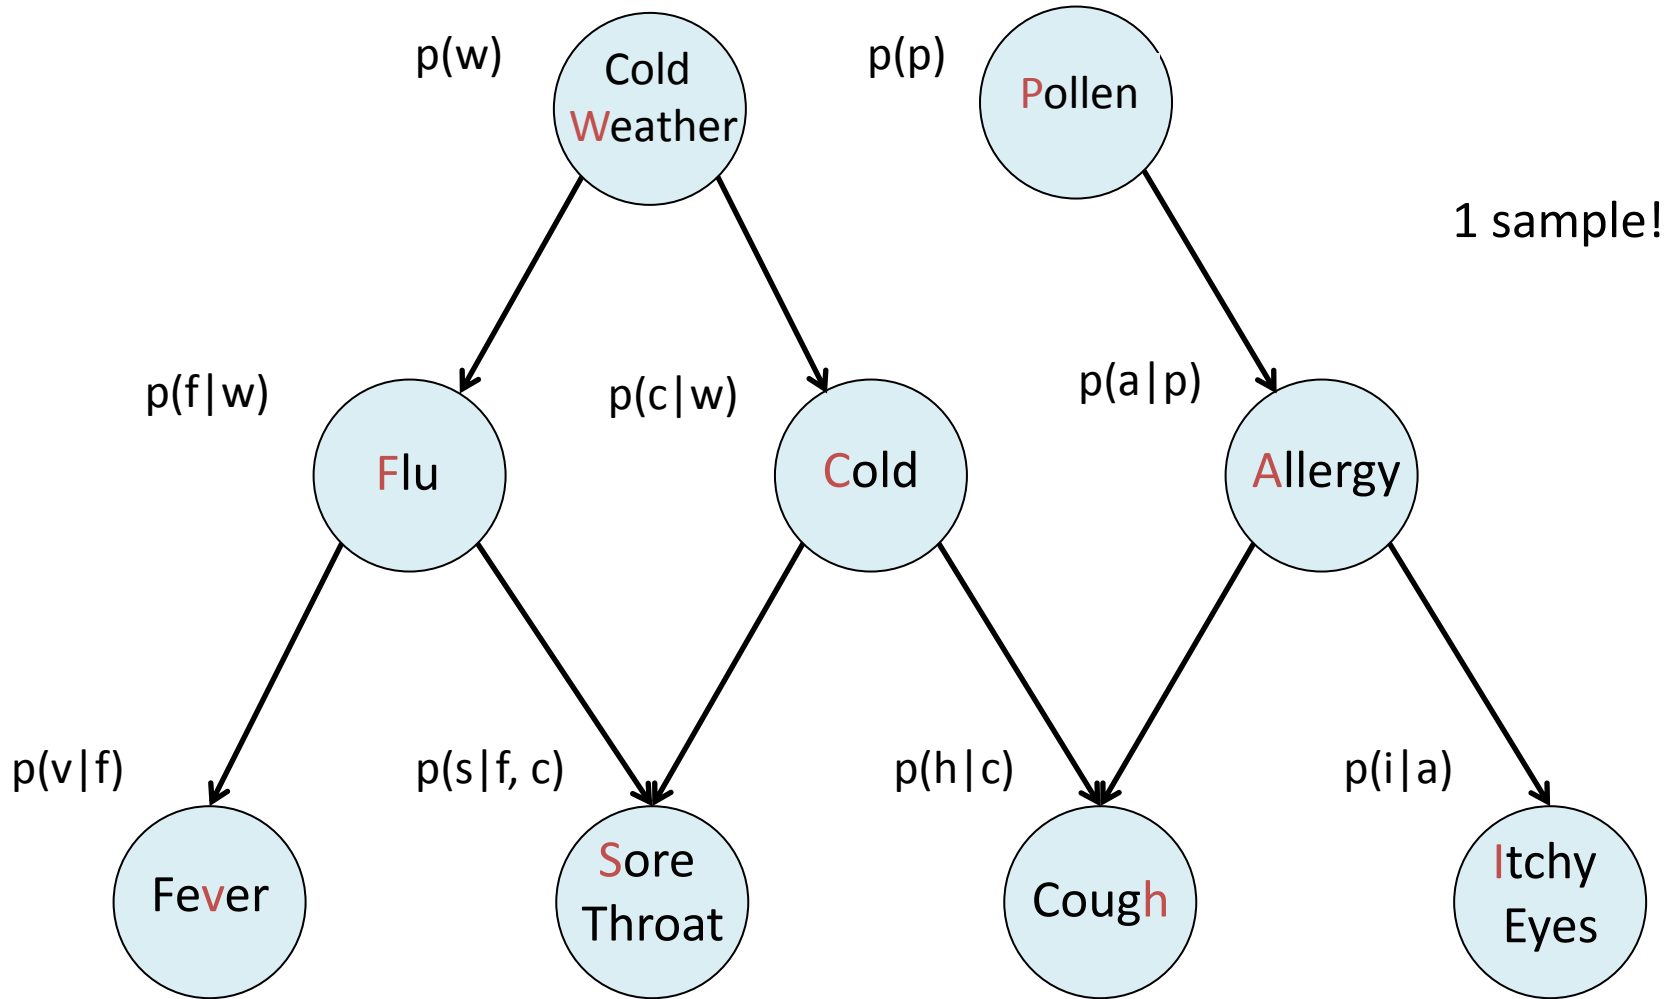 p(w)
Cold
Weather
p(p)
Pollen
1 sample!
p(f|w)
Flu
p(c|w)
Cold
p(a|p)
Allergy
p(v|f)
Fever
p(s|f, c)
Sore
Throat
p(h|c)
Cough
p(i|a)
Itchy
Eyes